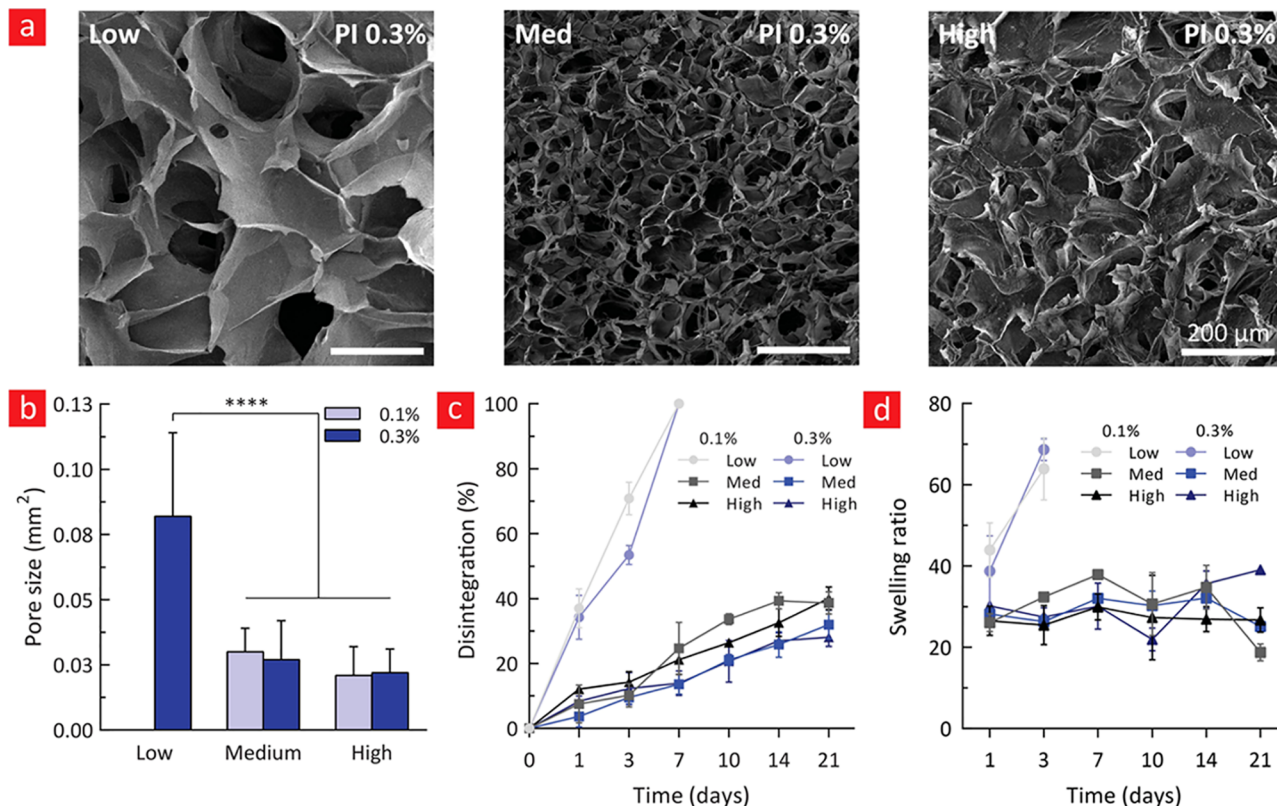 a
Low PI 0.3%
Med PI 0.3%
High PI 0.3%
200 µm
b
Pore size (mm²)
0.13
0.10
0.08
0.05
0.03
0.00
****
0.1%
0.3%
Low Medium High
c
Disintegration (%)
100
80
60
40
20
0
0.1% 0.3%
Low Low
Med Med
High High
0 1 3 7 10 14 21
Time (days)
d
Swelling ratio
80
60
40
20
0
0.1% 0.3%
Low Low
Med Med
High High
1 3 7 10 14 21
Time (days)